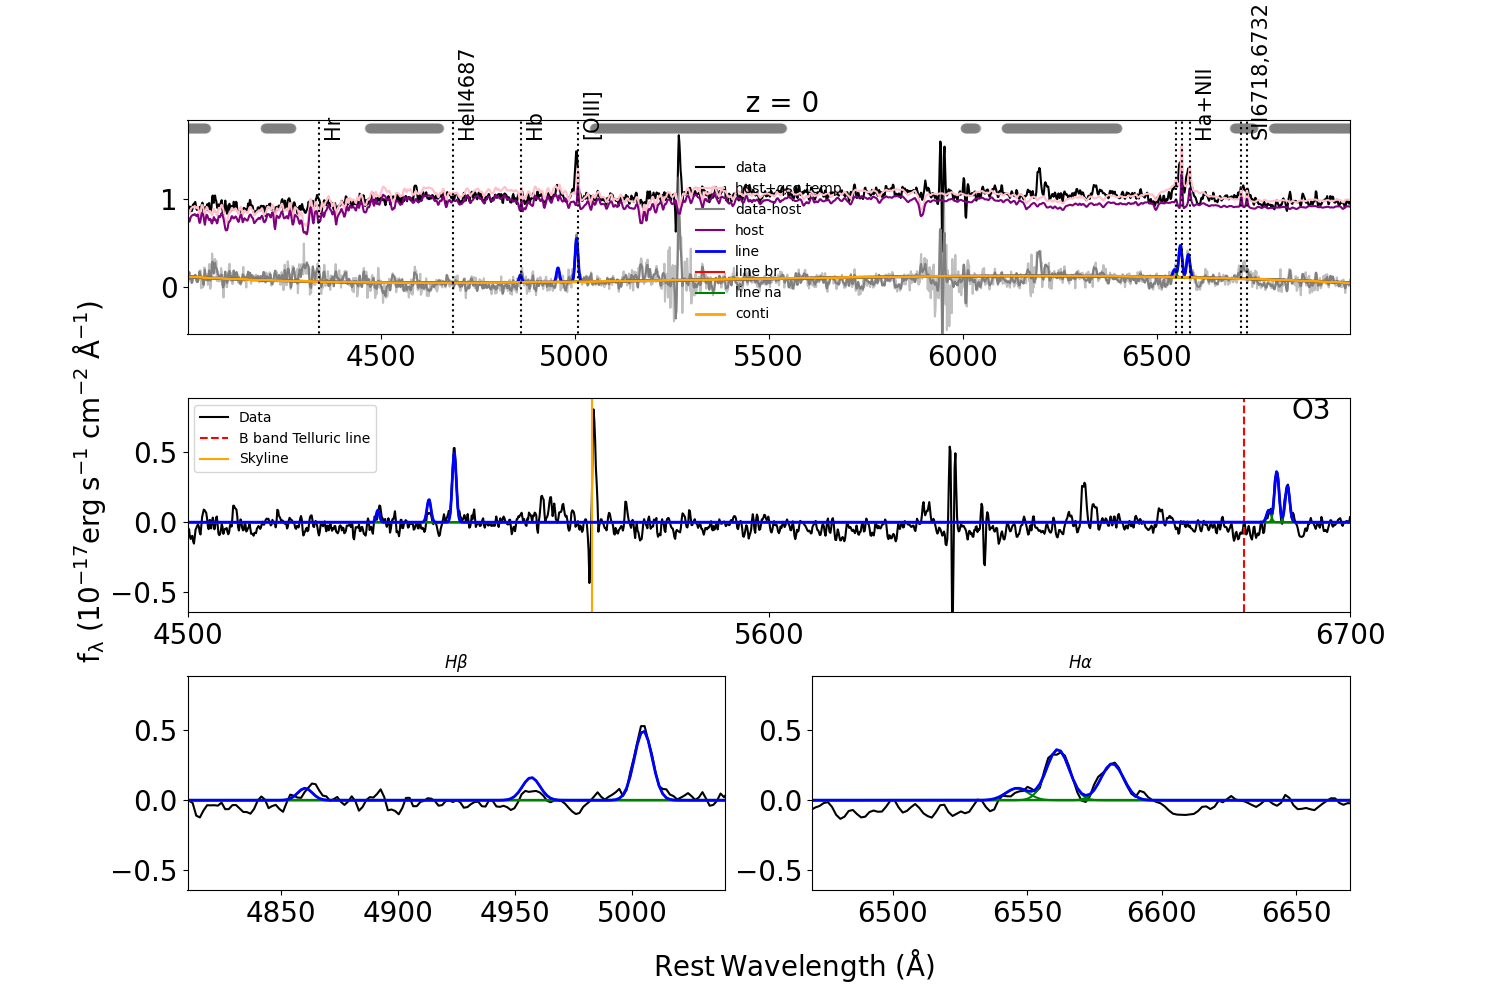 z = 0
Hr
HeII4687
Hb
[OIII]
Ha+NII
SII6718,6732
data
host+qso temp
data-host
host
line
line br
line na
conti
1
0
4500 5000 5500 6000 6500
Data
B band Telluric line
Skyline
O3
0.5
0.0
−0.5
4500 5600 6700
f_λ (10⁻¹⁷erg s⁻¹ cm⁻² Å⁻¹)
Hβ
0.5
0.0
−0.5
4850 4900 4950 5000
Hα
0.5
0.0
−0.5
6500 6550 6600 6650
Rest Wavelength (Å)